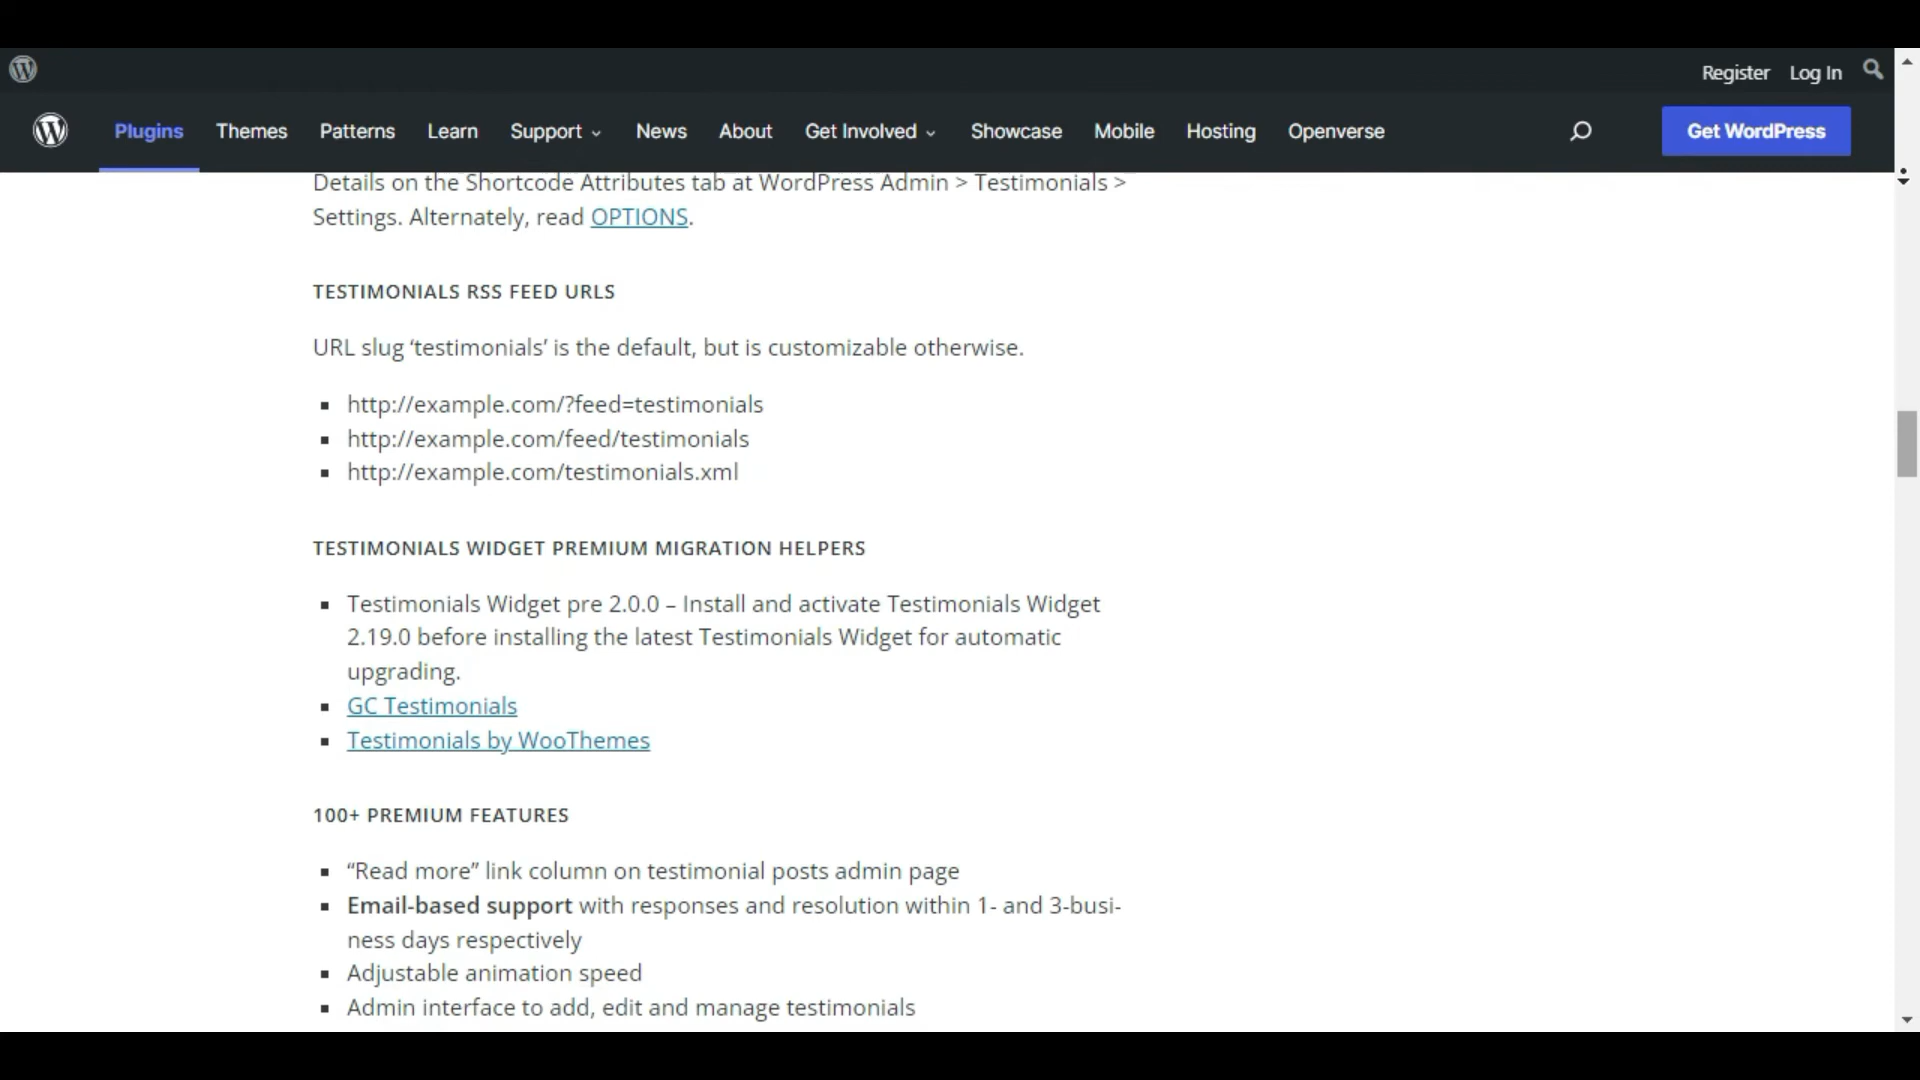 Register Log In
Plugins Themes Patterns Learn Support News About Get Involved Showcase Mobile Hosting Openverse Get WordPress
Details on the Shortcode Attributes tab at WordPress Admin > Testimonials >
Settings. Alternately, read OPTIONS.
TESTIMONIALS RSS FEED URLS
URL slug ‘testimonials’ is the default, but is customizable otherwise.
http://example.com/?feed=testimonials
http://example.com/feed/testimonials
http://example.com/testimonials.xml
TESTIMONIALS WIDGET PREMIUM MIGRATION HELPERS
Testimonials Widget pre 2.0.0 – Install and activate Testimonials Widget
2.19.0 before installing the latest Testimonials Widget for automatic
upgrading.
GC Testimonials
Testimonials by WooThemes
100+ PREMIUM FEATURES
“Read more” link column on testimonial posts admin page
Email-based support with responses and resolution within 1- and 3-busi-
ness days respectively
Adjustable animation speed
Admin interface to add, edit and manage testimonials